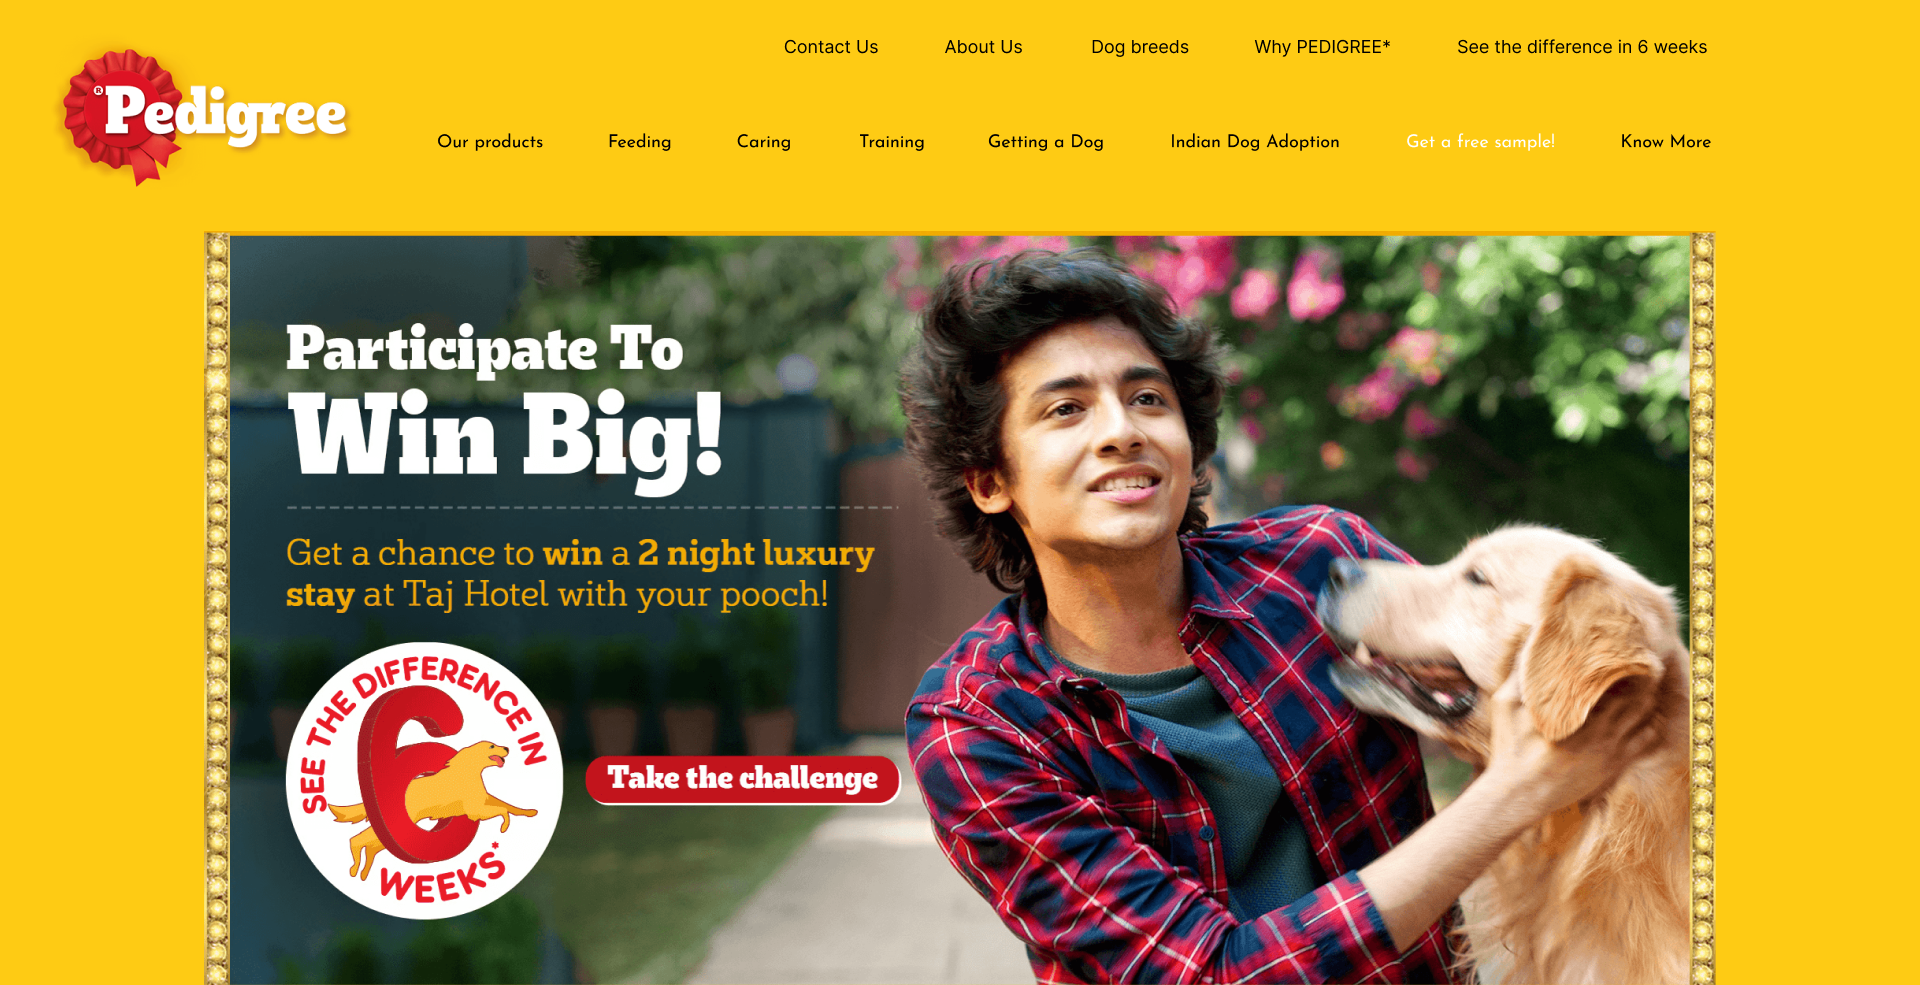 Contact Us About Us Dog breeds Why PEDIGREE* See the difference in 6 weeks
®Pedigree
Our products Feeding Caring Training Getting a Dog Indian Dog Adoption Get a free sample! Know More
Participate To
Win Big!
Get a chance to win a 2 night luxury
stay at Taj Hotel with your pooch!
SEE THE DIFFERENCE IN
6
WEEKS*
Take the challenge